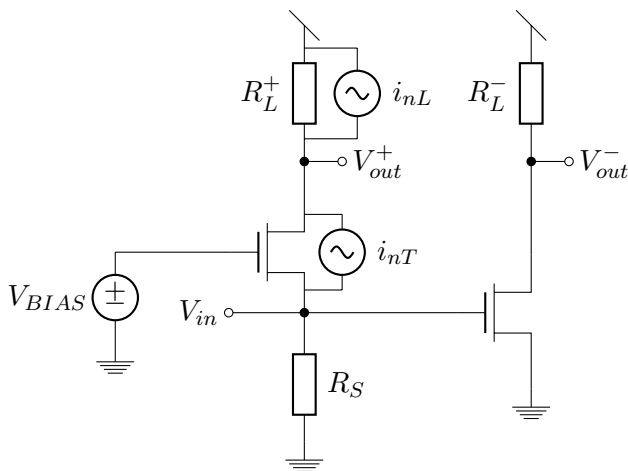 R_L^+
i_{nL}
R_L^-
V_{out}^+
V_{out}^-
i_{nT}
V_{BIAS}
±
V_{in}
R_S